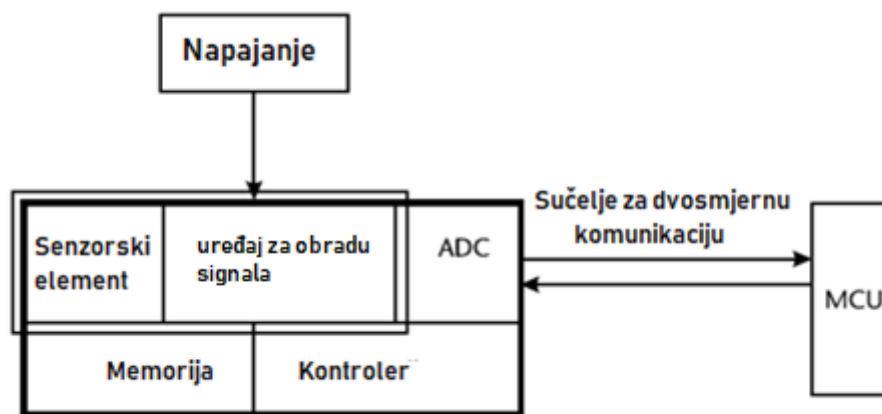 Napajanje
Sučelje za dvosmjernu
komunikaciju
Senzorski
element
uređaj za obradu
signala
ADC
MCU
Memorija
Kontroler